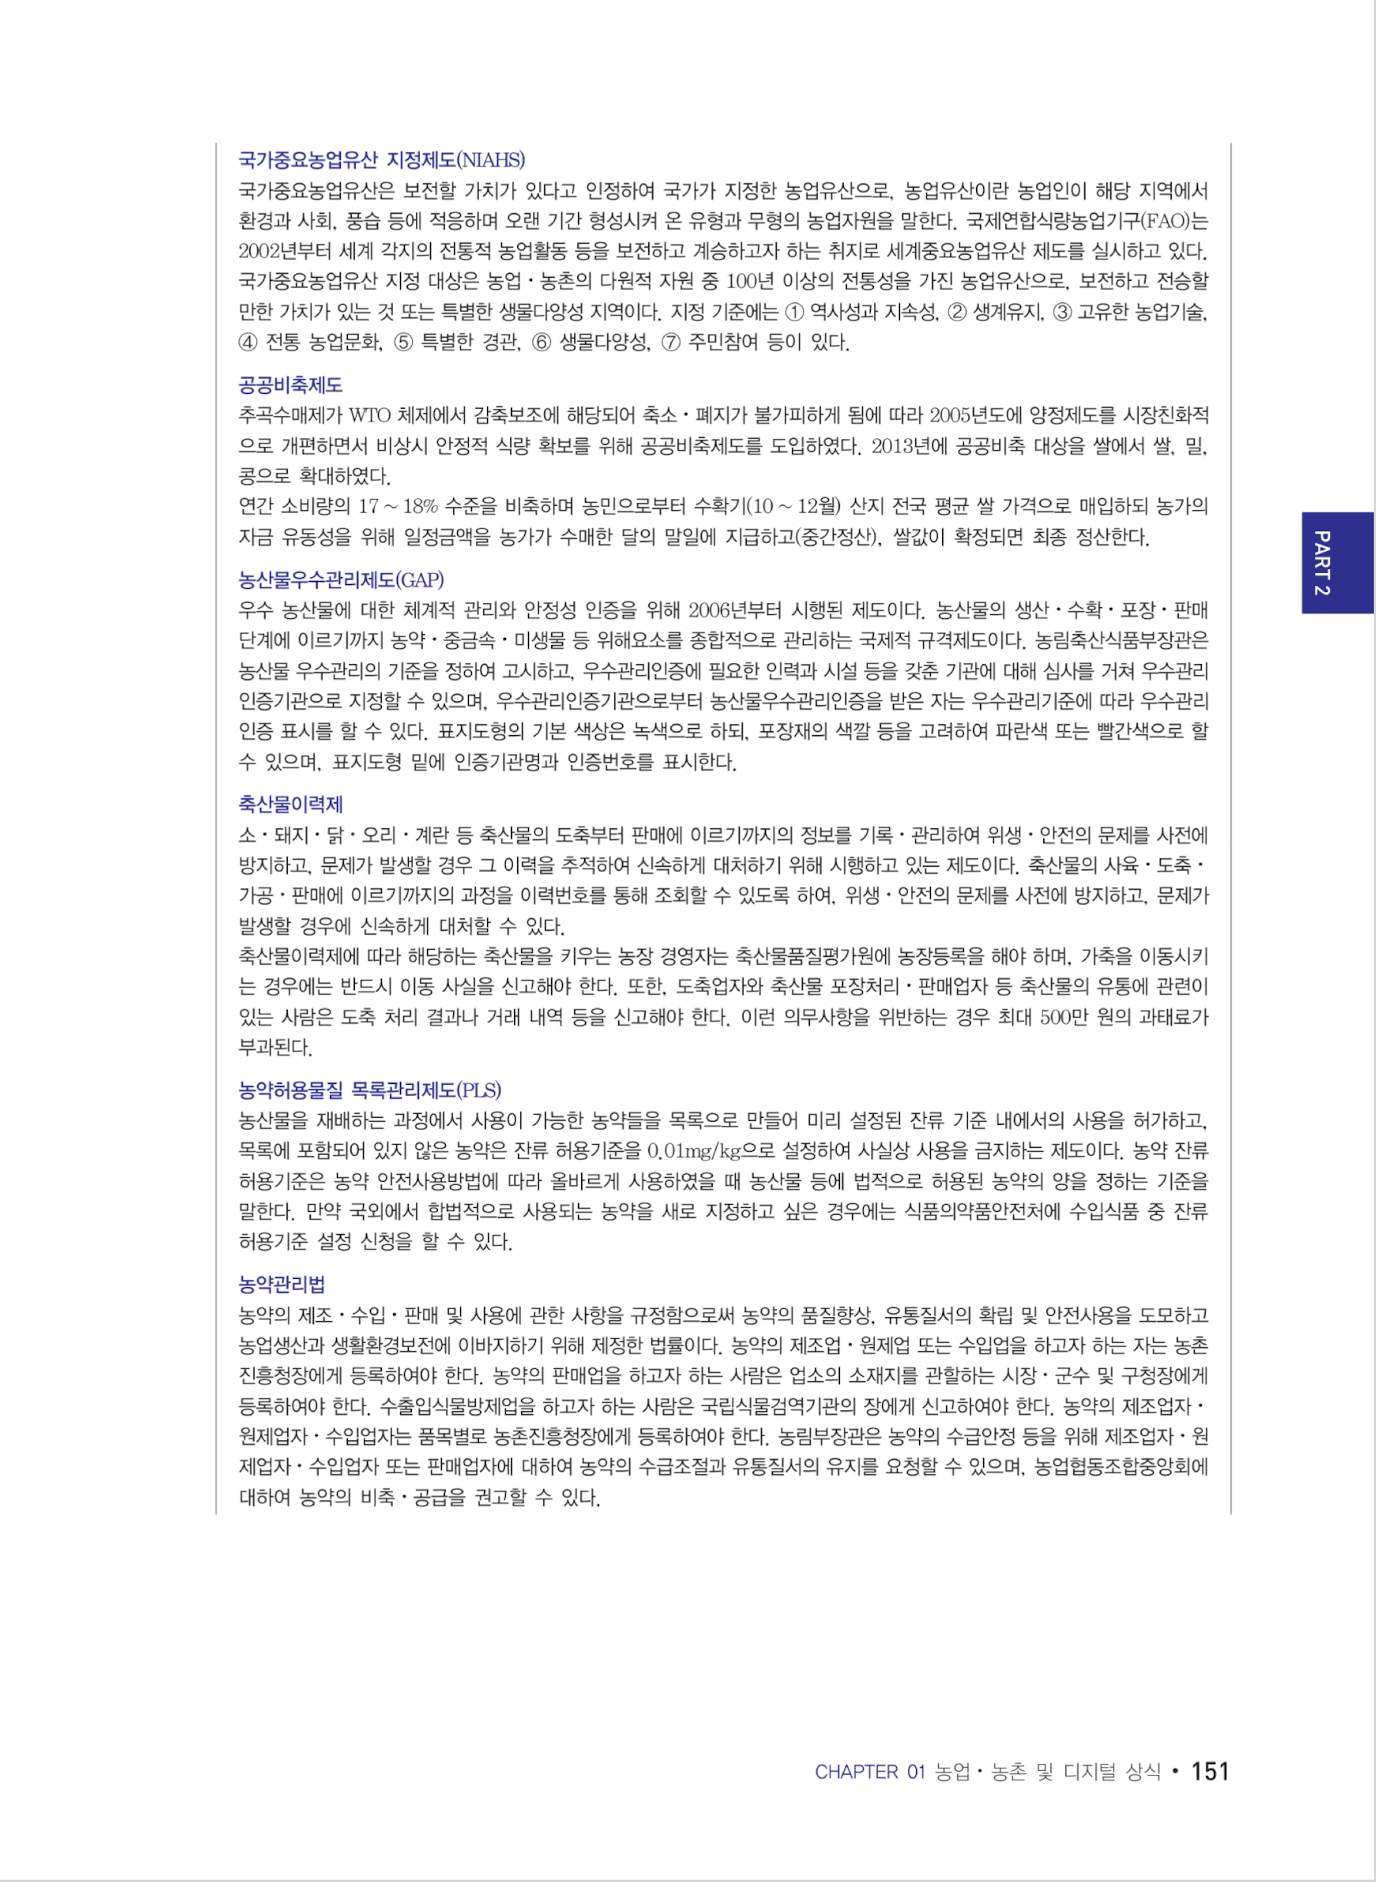 국가중요농업유산 지정제도(NIAHS)
국가중요농업유산은 보전할 가치가 있다고 인정하여 국가가 지정한 농업유산으로, 농업유산이란 농업인이 해당 지역에서
환경과 사회, 풍습 등에 적응하며 오랜 기간 형성시켜 온 유형과 무형의 농업자원을 말한다. 국제연합식량농업기구(FAO)는
2002년부터 세계 각지의 전통적 농업활동 등을 보전하고 계승하고자 하는 취지로 세계중요농업유산 제도를 실시하고 있다.
국가중요농업유산 지정 대상은 농업・농촌의 다원적 자원 중 100년 이상의 전통성을 가진 농업유산으로, 보전하고 전승할
만한 가치가 있는 것 또는 특별한 생물다양성 지역이다. 지정 기준에는 ① 역사성과 지속성, ② 생계유지, ③ 고유한 농업기술,
④ 전통 농업문화, ⑤ 특별한 경관, ⑥ 생물다양성, ⑦ 주민참여 등이 있다.
공공비축제도
추곡수매제가 WTO 체제에서 감축보조에 해당되어 축소・폐지가 불가피하게 됨에 따라 2005년도에 양정제도를 시장친화적
으로 개편하면서 비상시 안정적 식량 확보를 위해 공공비축제도를 도입하였다. 2013년에 공공비축 대상을 쌀에서 쌀, 밀,
콩으로 확대하였다.
연간 소비량의 17 ~ 18% 수준을 비축하며 농민으로부터 수확기(10 ~ 12월) 산지 전국 평균 쌀 가격으로 매입하되 농가의
자금 유동성을 위해 일정금액을 농가가 수매한 달의 말일에 지급하고(중간정산), 쌀값이 확정되면 최종 정산한다.
농산물우수관리제도(GAP)
우수 농산물에 대한 체계적 관리와 안정성 인증을 위해 2006년부터 시행된 제도이다. 농산물의 생산・수확・포장・판매
단계에 이르기까지 농약・중금속・미생물 등 위해요소를 종합적으로 관리하는 국제적 규격제도이다. 농림축산식품부장관은
농산물 우수관리의 기준을 정하여 고시하고, 우수관리인증에 필요한 인력과 시설 등을 갖춘 기관에 대해 심사를 거쳐 우수관리
인증기관으로 지정할 수 있으며, 우수관리인증기관으로부터 농산물우수관리인증을 받은 자는 우수관리기준에 따라 우수관리
인증 표시를 할 수 있다. 표지도형의 기본 색상은 녹색으로 하되, 포장재의 색깔 등을 고려하여 파란색 또는 빨간색으로 할
수 있으며, 표지도형 밑에 인증기관명과 인증번호를 표시한다.
축산물이력제
소・돼지・닭・오리・계란 등 축산물의 도축부터 판매에 이르기까지의 정보를 기록・관리하여 위생・안전의 문제를 사전에
방지하고, 문제가 발생할 경우 그 이력을 추적하여 신속하게 대처하기 위해 시행하고 있는 제도이다. 축산물의 사육・도축・
가공・판매에 이르기까지의 과정을 이력번호를 통해 조회할 수 있도록 하여, 위생・안전의 문제를 사전에 방지하고, 문제가
발생할 경우에 신속하게 대처할 수 있다.
축산물이력제에 따라 해당하는 축산물을 키우는 농장 경영자는 축산물품질평가원에 농장등록을 해야 하며, 가축을 이동시키
는 경우에는 반드시 이동 사실을 신고해야 한다. 또한, 도축업자와 축산물 포장처리・판매업자 등 축산물의 유통에 관련이
있는 사람은 도축 처리 결과나 거래 내역 등을 신고해야 한다. 이런 의무사항을 위반하는 경우 최대 500만 원의 과태료가
부과된다.
농약허용물질 목록관리제도(PLS)
농산물을 재배하는 과정에서 사용이 가능한 농약들을 목록으로 만들어 미리 설정된 잔류 기준 내에서의 사용을 허가하고,
목록에 포함되어 있지 않은 농약은 잔류 허용기준을 0.01mg/kg으로 설정하여 사실상 사용을 금지하는 제도이다. 농약 잔류
허용기준은 농약 안전사용방법에 따라 올바르게 사용하였을 때 농산물 등에 법적으로 허용된 농약의 양을 정하는 기준을
말한다. 만약 국외에서 합법적으로 사용되는 농약을 새로 지정하고 싶은 경우에는 식품의약품안전처에 수입식품 중 잔류
허용기준 설정 신청을 할 수 있다.
농약관리법
농약의 제조・수입・판매 및 사용에 관한 사항을 규정함으로써 농약의 품질향상, 유통질서의 확립 및 안전사용을 도모하고
농업생산과 생활환경보전에 이바지하기 위해 제정한 법률이다. 농약의 제조업・원제업 또는 수입업을 하고자 하는 자는 농촌
진흥청장에게 등록하여야 한다. 농약의 판매업을 하고자 하는 사람은 업소의 소재지를 관할하는 시장・군수 및 구청장에게
등록하여야 한다. 수출입식물방제업을 하고자 하는 사람은 국립식물검역기관의 장에게 신고하여야 한다. 농약의 제조업자・
원제업자・수입업자는 품목별로 농촌진흥청장에게 등록하여야 한다. 농림부장관은 농약의 수급안정 등을 위해 제조업자・원
제업자・수입업자 또는 판매업자에 대하여 농약의 수급조절과 유통질서의 유지를 요청할 수 있으며, 농업협동조합중앙회에
대하여 농약의 비축・공급을 권고할 수 있다.
PART 2
CHAPTER 01 농업・농촌 및 디지털 상식 • 151